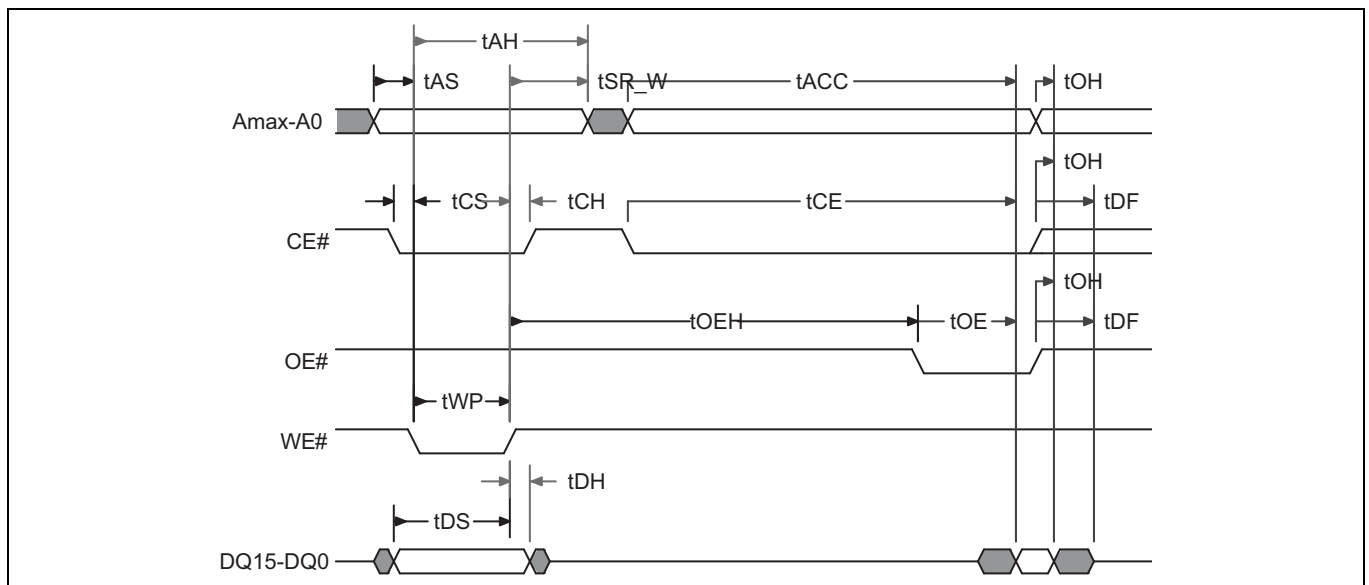 tAH
tAS tSR_W tACC tOH
Amax-A0
tOH
tCS tCH tCE tDF
CE#
tOH
tOEH tOE tDF
OE#
tWP
WE#
tDH
tDS
DQ15-DQ0